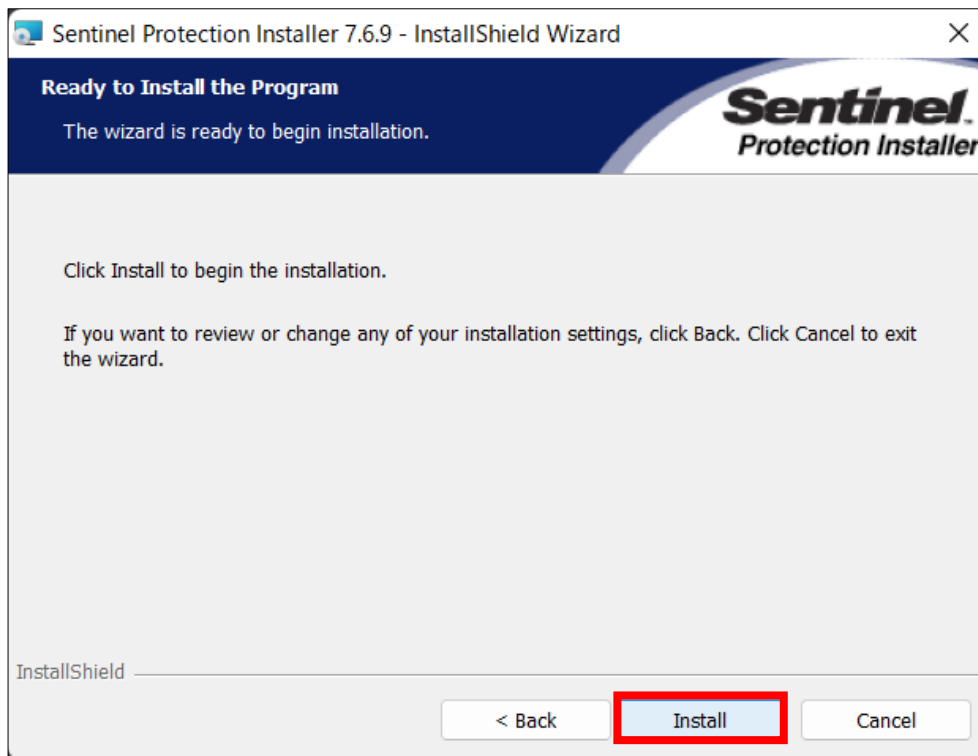 Sentinel Protection Installer 7.6.9 - InstallShield Wizard
Ready to Install the Program
The wizard is ready to begin installation.
Sentinel.
Protection Installer
Click Install to begin the installation.
If you want to review or change any of your installation settings, click Back. Click Cancel to exit
the wizard.
InstallShield
< Back
Install
Cancel